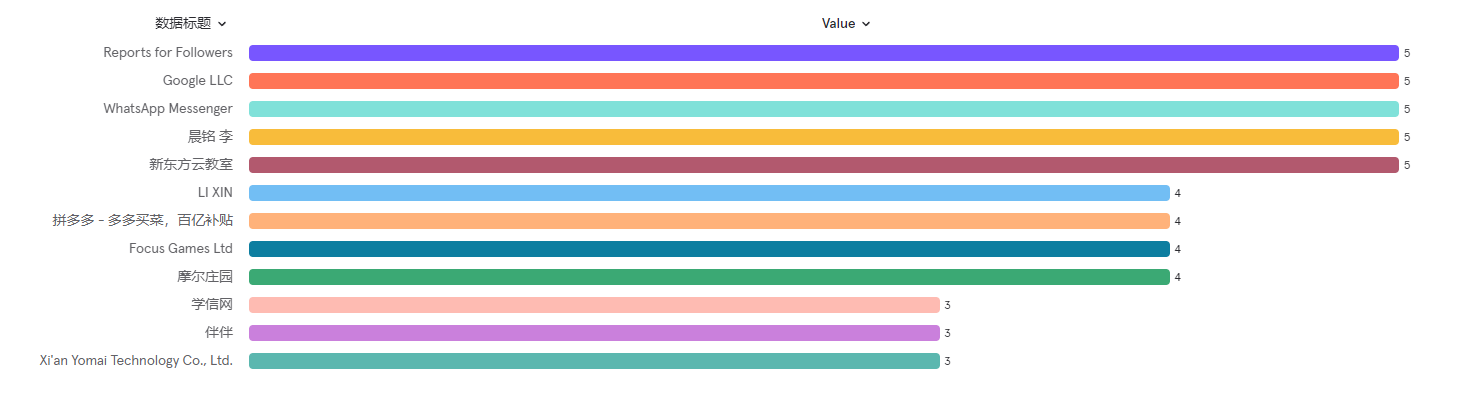 数据标题 Value
Reports for Followers 5
Google LLC 5
WhatsApp Messenger 5
晨铭 李 5
新东方云教室 5
LI XIN 4
拼多多 - 多多买菜，百亿补贴 4
Focus Games Ltd 4
摩尔庄园 4
学信网 3
伴伴 3
Xi'an Yomai Technology Co., Ltd. 3